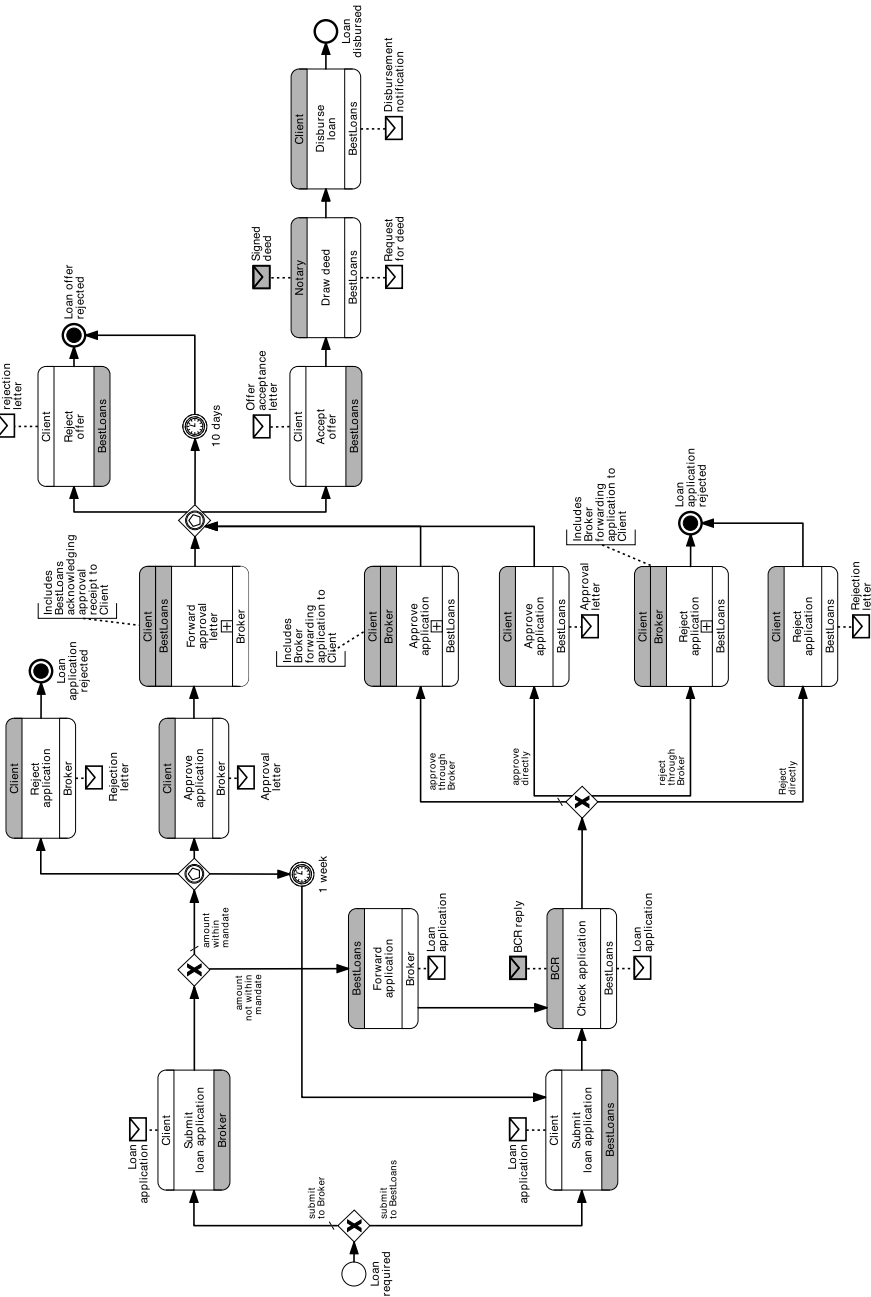 Loan
required
submit
to Broker
submit
to BestLoans
Loan
application
Client
Submit
loan application
Broker
Loan
application
Client
Submit
loan application
BestLoans
amount
within
mandate
amount
not within
mandate
BestLoans
Forward
application
Broker
Loan
application
BCR reply
BCR
Check application
BestLoans
Loan
application
1 week
Client
Reject
application
Broker
Rejection
letter
Loan
application
rejected
Client
Approve
application
Broker
Approval
letter
Includes
BestLoans
acknowledging
approval
receipt to
Client
Client
BestLoans
Forward
approval
letter
Broker
approve
through
Broker
approve
directly
reject
through
Broker
Reject
directly
Includes
Broker
forwarding
application to
Client
Client
Broker
Approve
application
BestLoans
Client
Approve
application
BestLoans
Approval
letter
Includes
Broker
forwarding
application to
Client
Client
Broker
Reject
application
BestLoans
Loan
application
rejected
Client
Reject
application
BestLoans
Rejection
letter
rejection
letter
Client
Reject
offer
BestLoans
Loan offer
rejected
10 days
Offer
acceptance
letter
Client
Accept
offer
BestLoans
Signed
deed
Notary
Draw deed
BestLoans
Request
for deed
Client
Disburse
loan
BestLoans
Disbursement
notification
Loan
disbursed